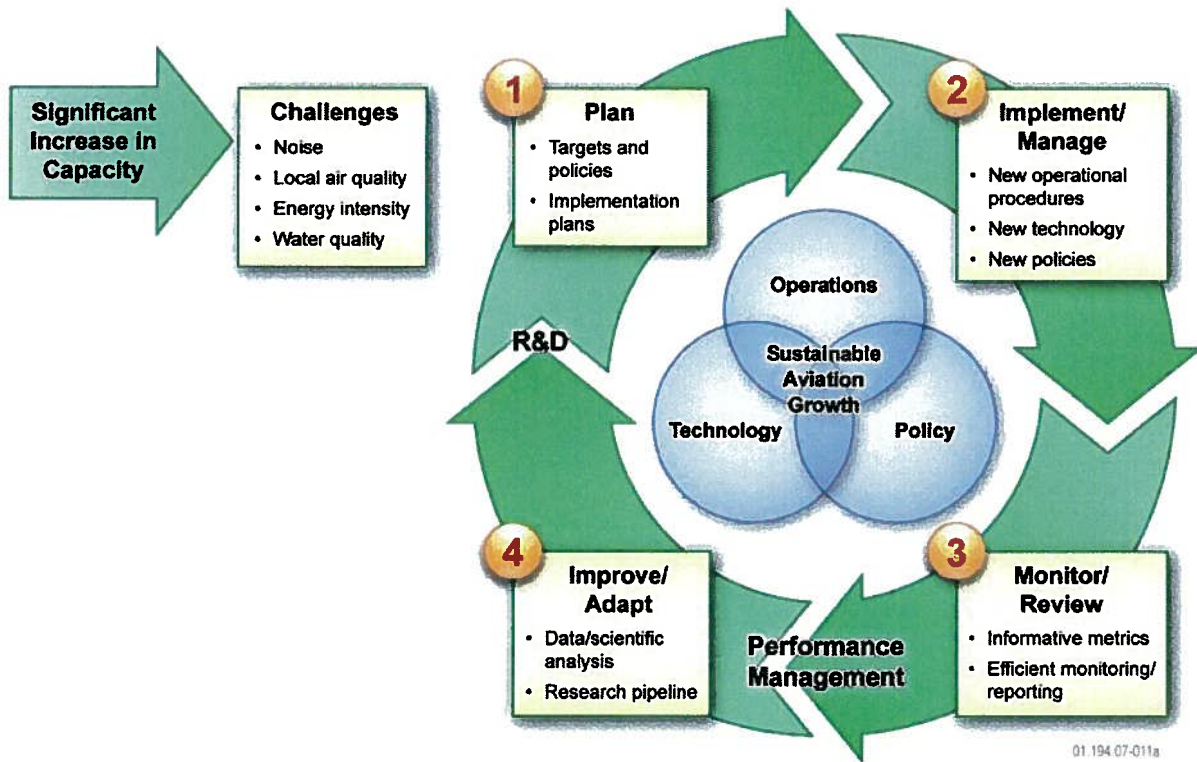 Significant
Increase in
Capacity
Challenges
• Noise
• Local air quality
• Energy intensity
• Water quality
1
Plan
• Targets and
policies
• Implementation
plans
2
Implement/
Manage
• New operational
procedures
• New technology
• New policies
Operations
Sustainable
Aviation
Growth
Technology
Policy
R&D
3
Monitor/
Review
• Informative metrics
• Efficient monitoring/
reporting
Performance
Management
4
Improve/
Adapt
• Data/scientific
analysis
• Research pipeline
01.194.07-011a